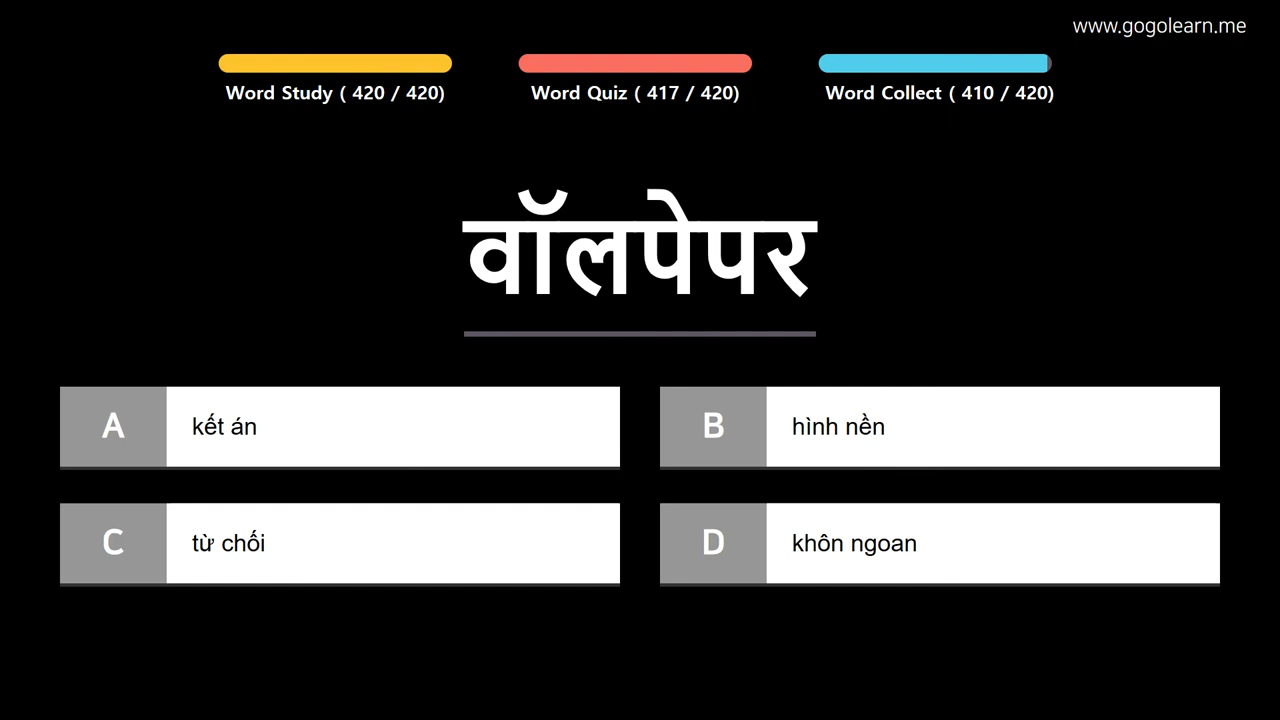 www.gogolearn.me
Word Study ( 420 / 420)
Word Quiz ( 417 / 420)
Word Collect ( 410 / 420)
वॉलपेपर
A kết án
B hình nền
C từ chối
D khôn ngoan